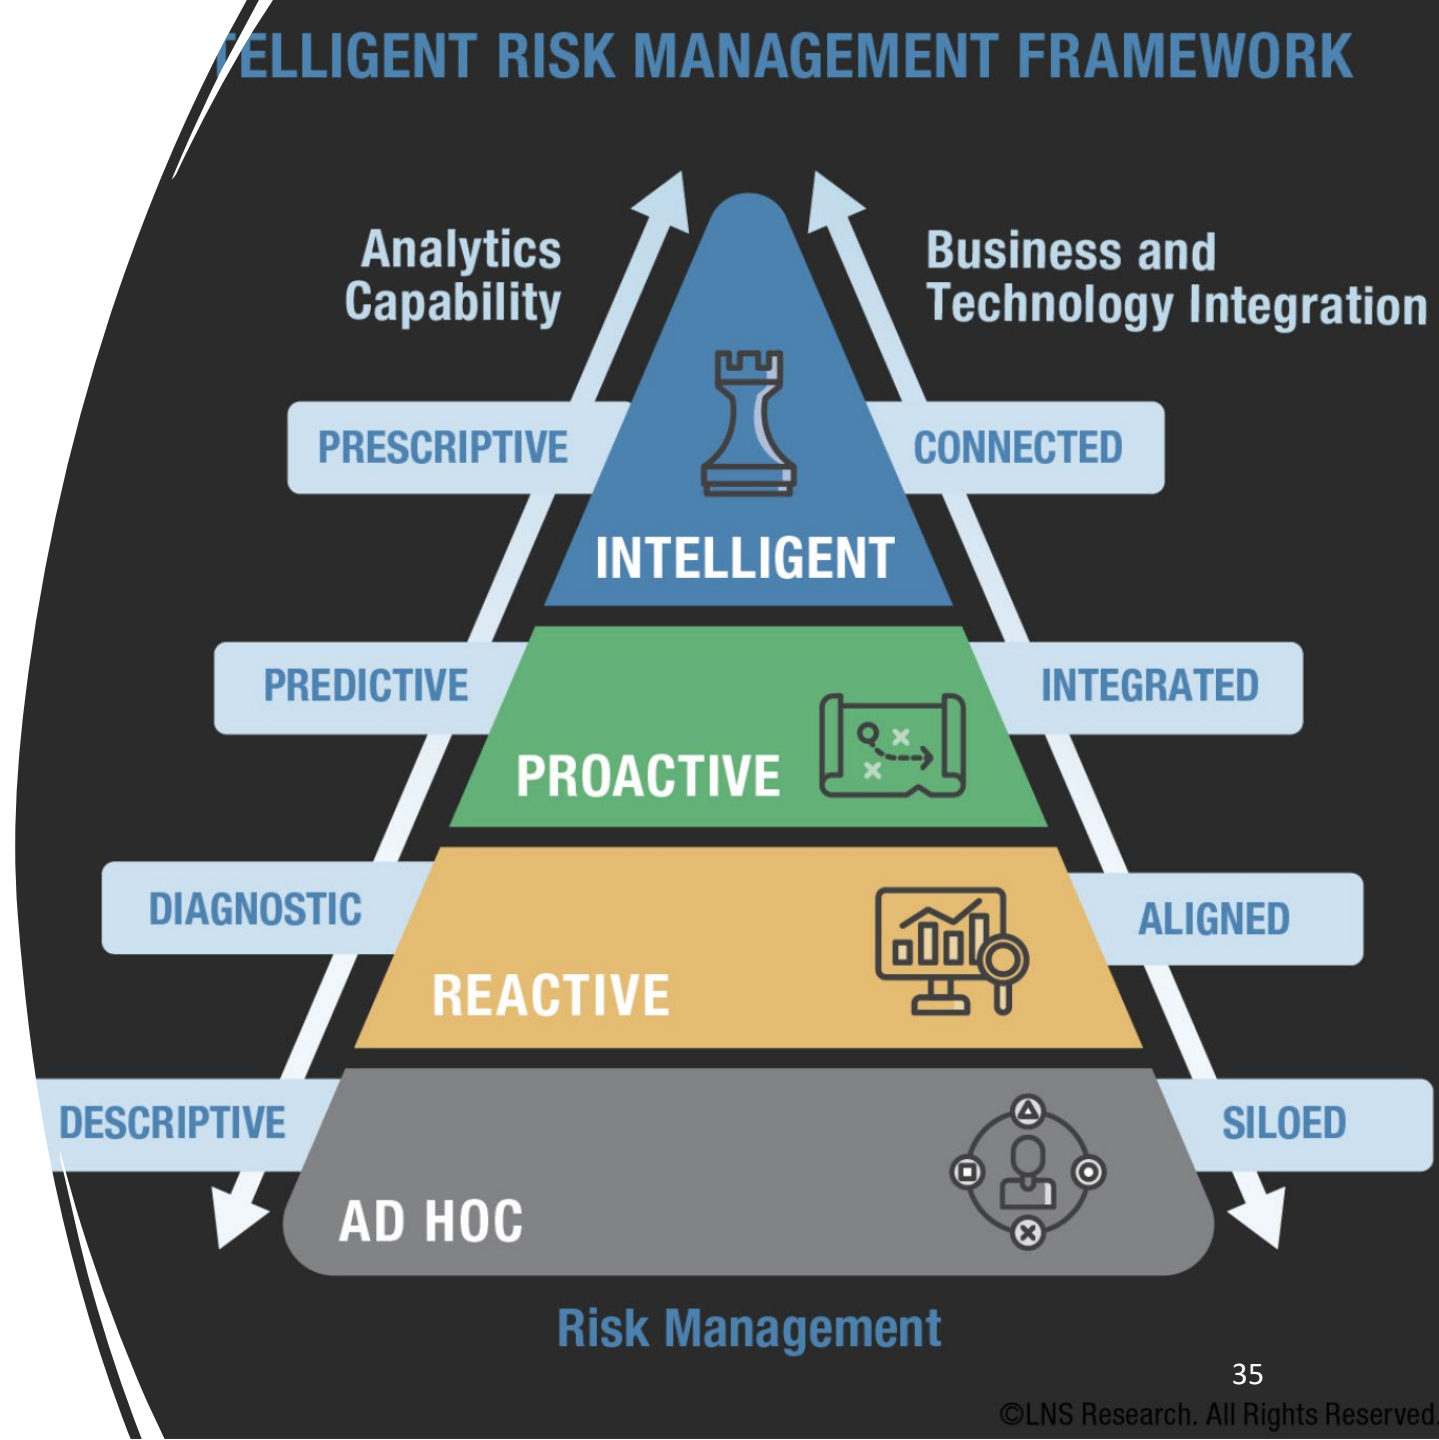 TELLIGENT RISK MANAGEMENT FRAMEWORK
Analytics
Capability
Business and
Technology Integration
PRESCRIPTIVE
CONNECTED
INTELLIGENT
PREDICTIVE
INTEGRATED
PROACTIVE
DIAGNOSTIC
ALIGNED
REACTIVE
DESCRIPTIVE
SILOED
AD HOC
Risk Management
35
©LNS Research. All Rights Reserved.